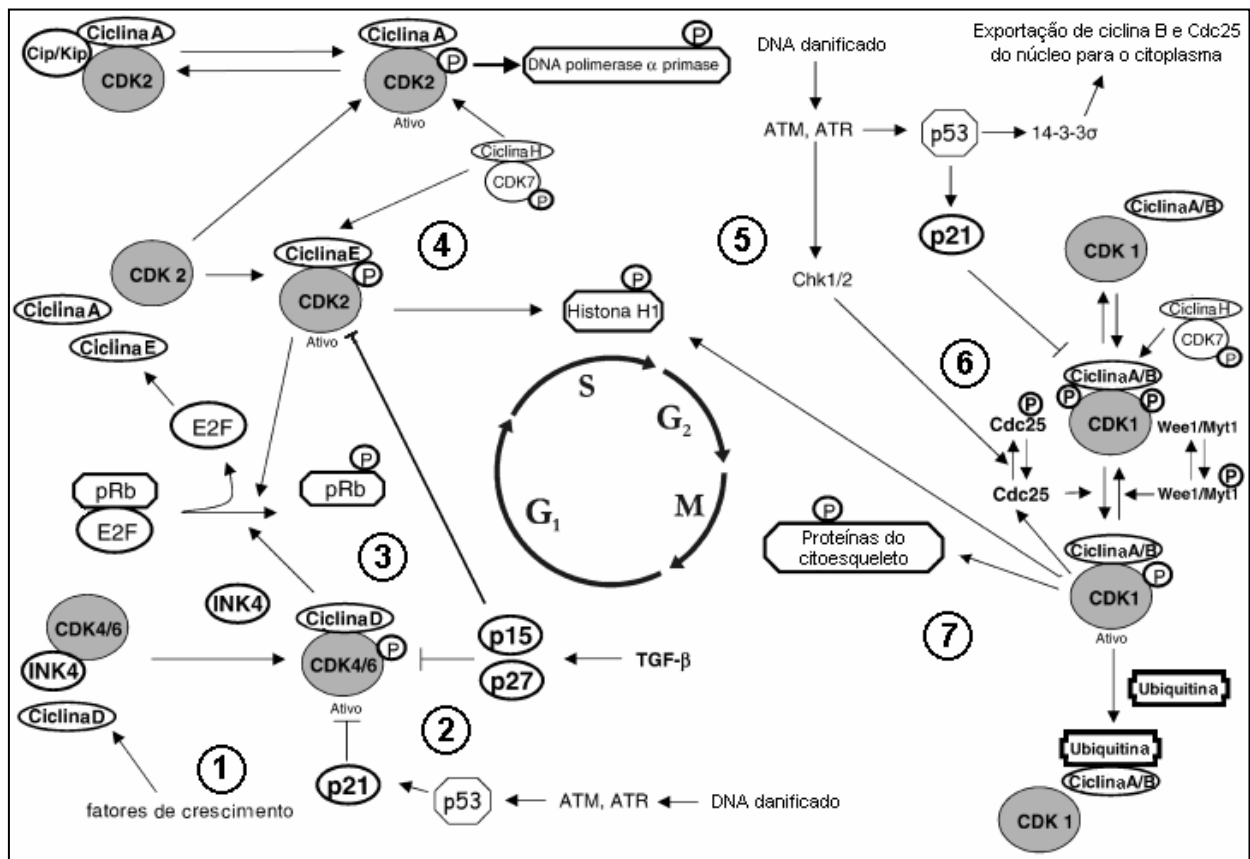 Ciclina A
Cip/Kip
CDK2
Ciclina A
P
CDK2
Ativo
P
DNA polimerase α primase
DNA danificado
Exportação de ciclina B e Cdc25
do núcleo para o citoplasma
ATM, ATR
p53
14-3-3σ
Ciclina H
CDK7
P
4
5
p21
Ciclina A/B
CDK 1
CDK 2
Ciclina E
P
CDK2
Ativo
Ciclina A
Ciclina E
P
Histona H1
Chk1/2
6
Ciclina H
CDK7
P
Ciclina A/B
P
P
CDK1
P
Cdc25
Wee1/Myt1
Cdc25
P
Wee1/Myt1
E2F
pRb
E2F
P
pRb
S
G2
M
G1
P
Proteínas do
citoesqueleto
Ciclina A/B
P
CDK1
Ativo
7
3
INK4
CDK4/6
INK4
Ciclina D
Ciclina D
P
CDK4/6
Ativo
p15
p27
TGF-β
2
1
fatores de crescimento
p21
p53
ATM, ATR
DNA danificado
Ubiquitina
Ubiquitina
Ciclina A/B
CDK 1